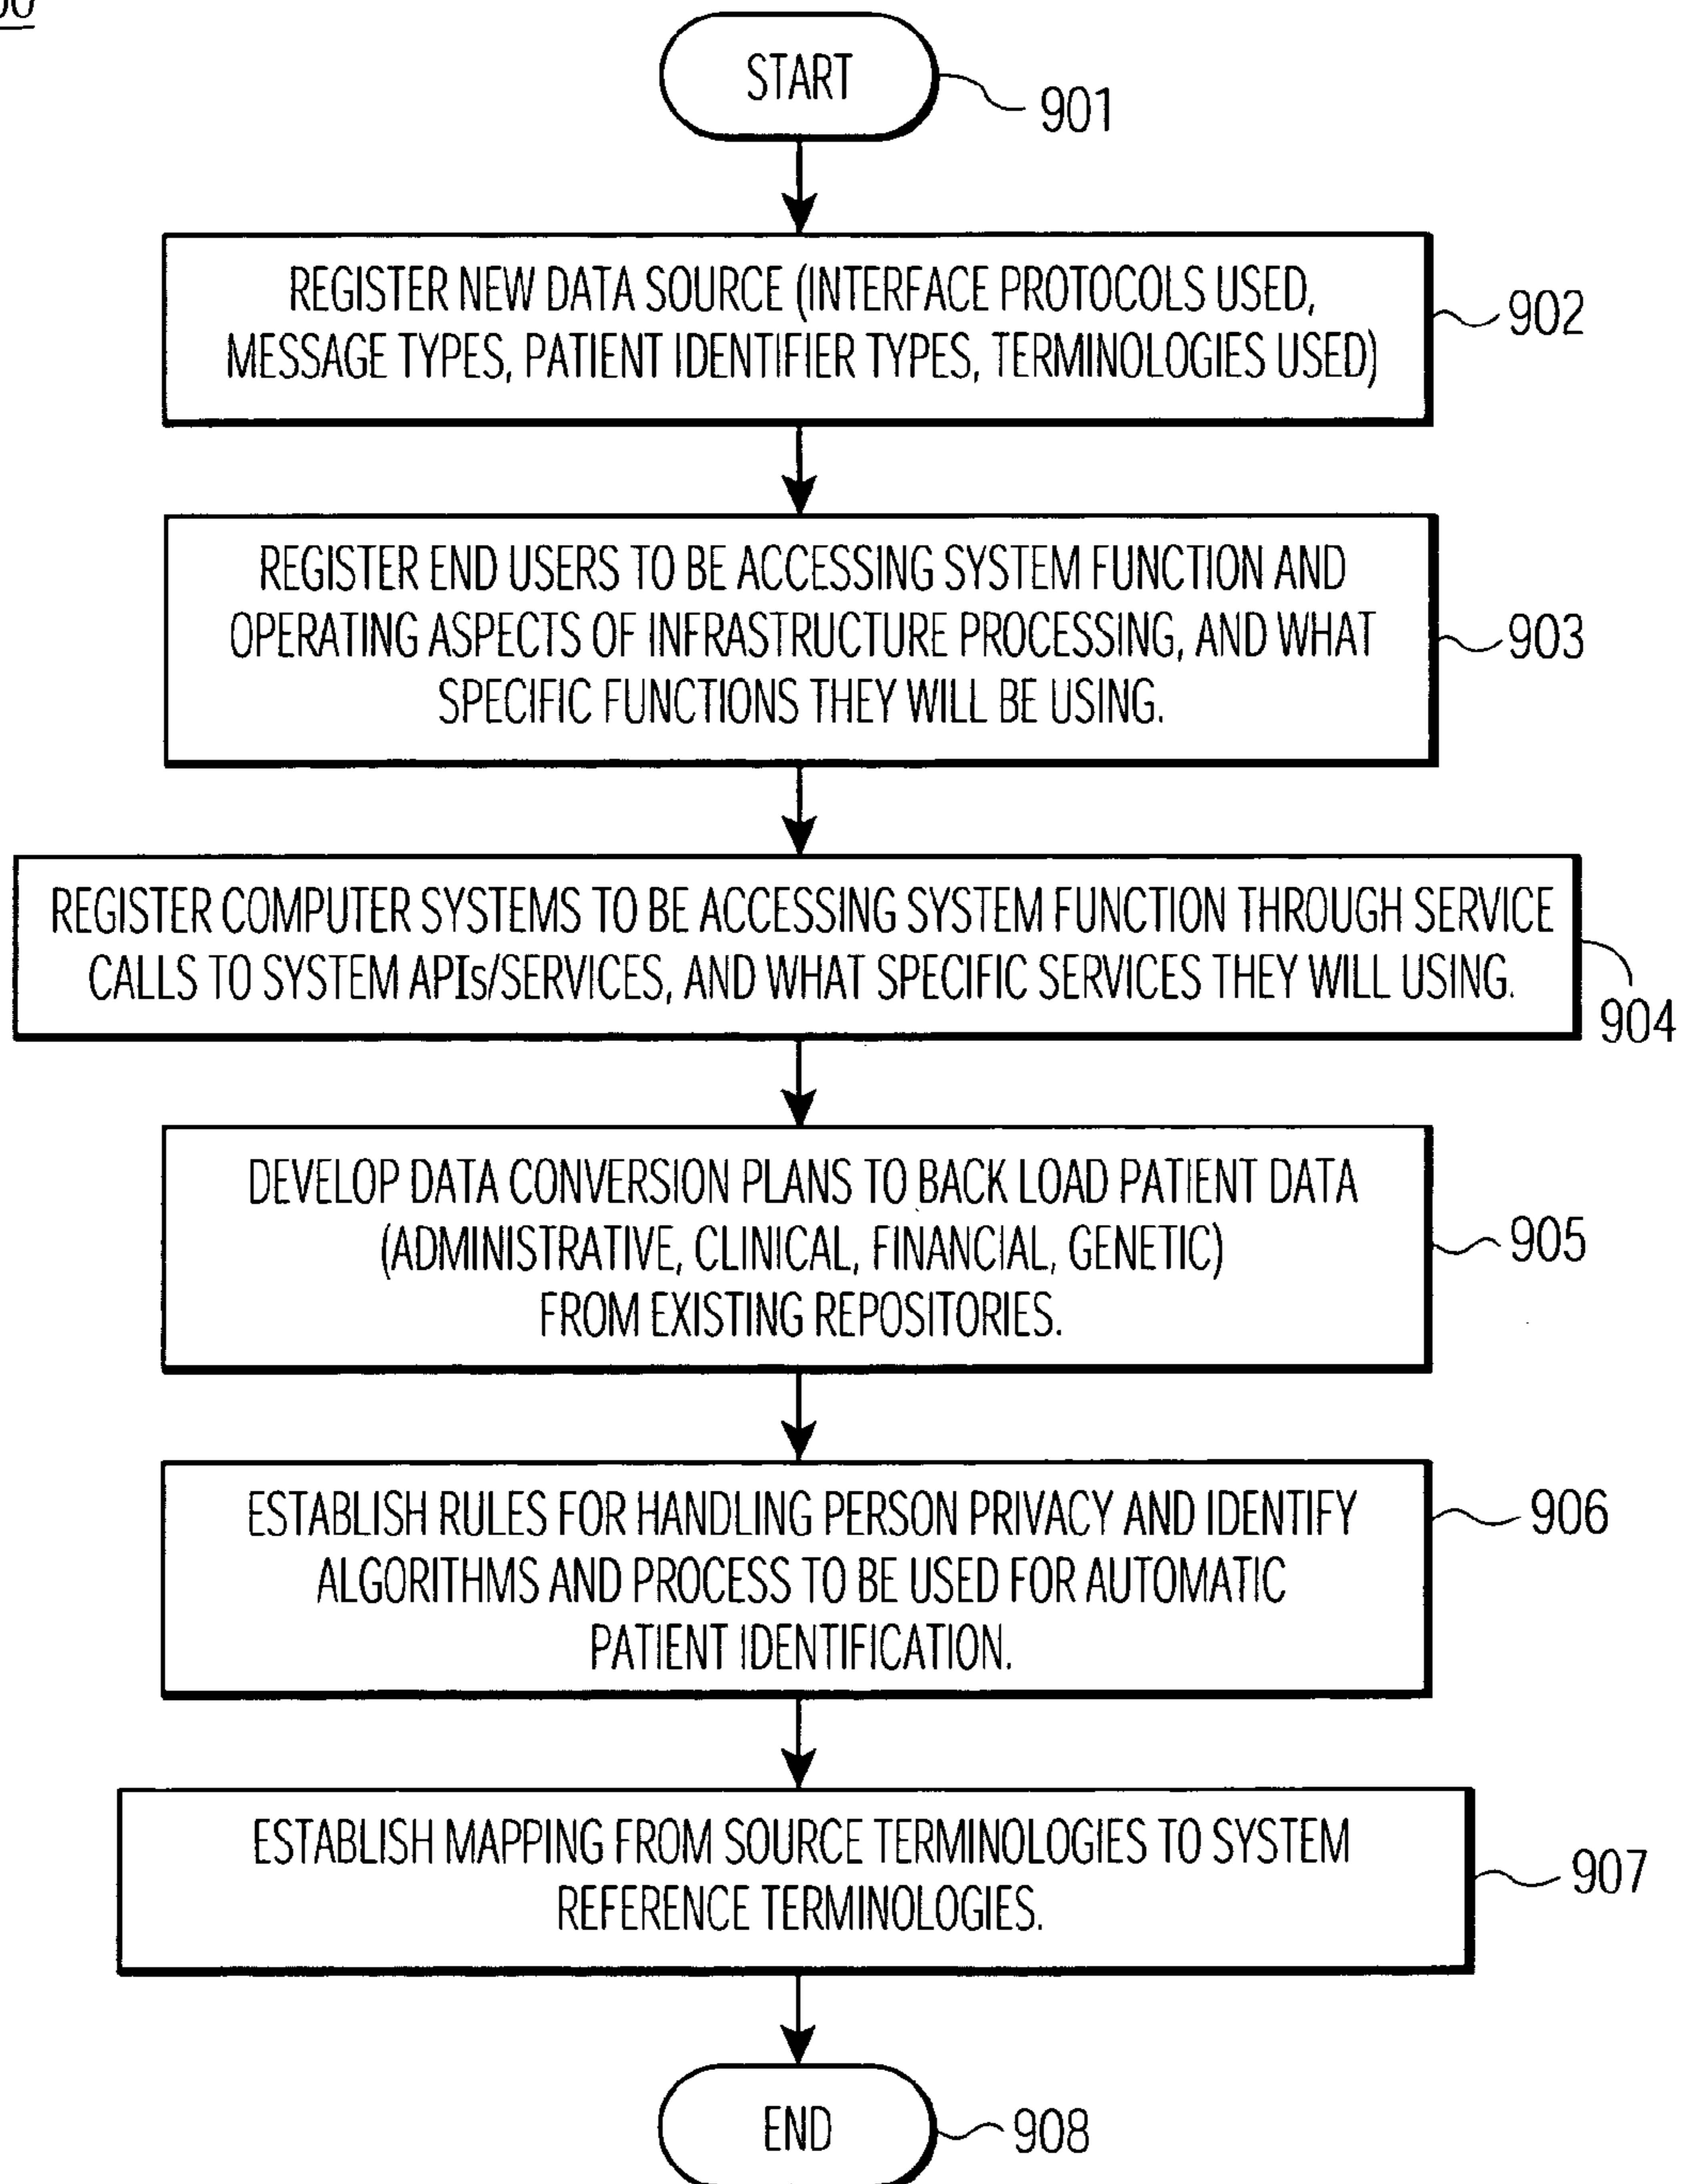 START
901
REGISTER NEW DATA SOURCE (INTERFACE PROTOCOLS USED,
MESSAGE TYPES, PATIENT IDENTIFIER TYPES, TERMINOLOGIES USED)
902
REGISTER END USERS TO BE ACCESSING SYSTEM FUNCTION AND
OPERATING ASPECTS OF INFRASTRUCTURE PROCESSING, AND WHAT
SPECIFIC FUNCTIONS THEY WILL BE USING.
903
REGISTER COMPUTER SYSTEMS TO BE ACCESSING SYSTEM FUNCTION THROUGH SERVICE
CALLS TO SYSTEM APIs/SERVICES, AND WHAT SPECIFIC SERVICES THEY WILL USING.
904
DEVELOP DATA CONVERSION PLANS TO BACK LOAD PATIENT DATA
(ADMINISTRATIVE, CLINICAL, FINANCIAL, GENETIC)
FROM EXISTING REPOSITORIES.
905
ESTABLISH RULES FOR HANDLING PERSON PRIVACY AND IDENTIFY
ALGORITHMS AND PROCESS TO BE USED FOR AUTOMATIC
PATIENT IDENTIFICATION.
906
ESTABLISH MAPPING FROM SOURCE TERMINOLOGIES TO SYSTEM
REFERENCE TERMINOLOGIES.
907
END
908